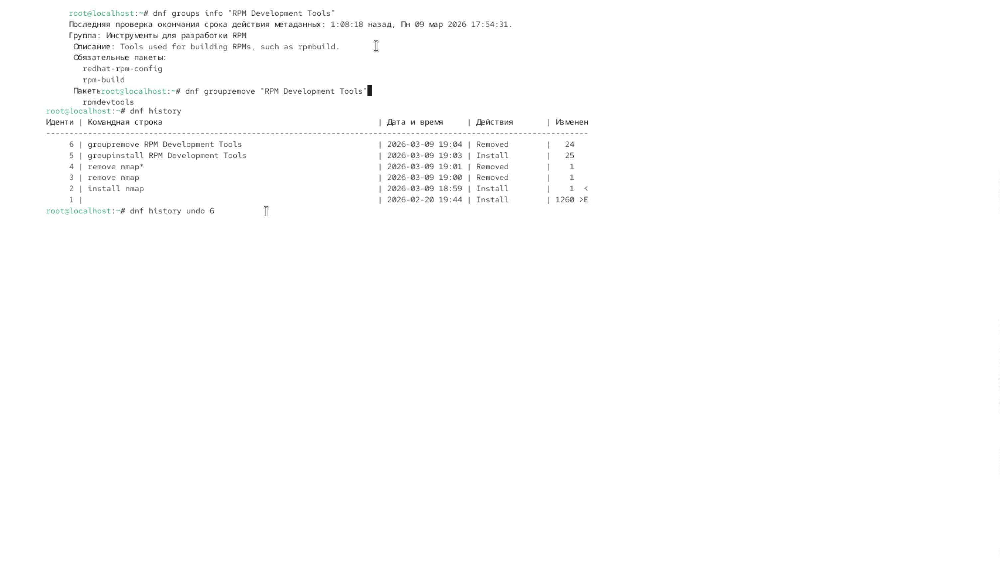 root@localhost:~# dnf groups info "RPM Development Tools"
Последняя проверка окончания срока действия метаданных: 1:08:18 назад, Пн 09 мар 2026 17:54:31.
Группа: Инструменты для разработки RPM
Описание: Tools used for building RPMs, such as rpmbuild.
Обязательные пакеты:
redhat-rpm-config
rpm-build
root@localhost:~# dnf groupremove "RPM Development Tools"
rpmdevtools
root@localhost:~# dnf history
Иденти | Командная строка | Дата и время | Действия | Изменен
6 | groupremove RPM Development Tools | 2026-03-09 19:04 | Removed | 24
5 | groupinstall RPM Development Tools | 2026-03-09 19:03 | Install | 25
4 | remove nmap* | 2026-03-09 19:01 | Removed | 1
3 | remove nmap | 2026-03-09 19:00 | Removed | 1
2 | install nmap | 2026-03-09 18:59 | Install | 1 <
1 | | 2026-02-20 19:44 | Install | 1260 >E
root@localhost:~# dnf history undo 6